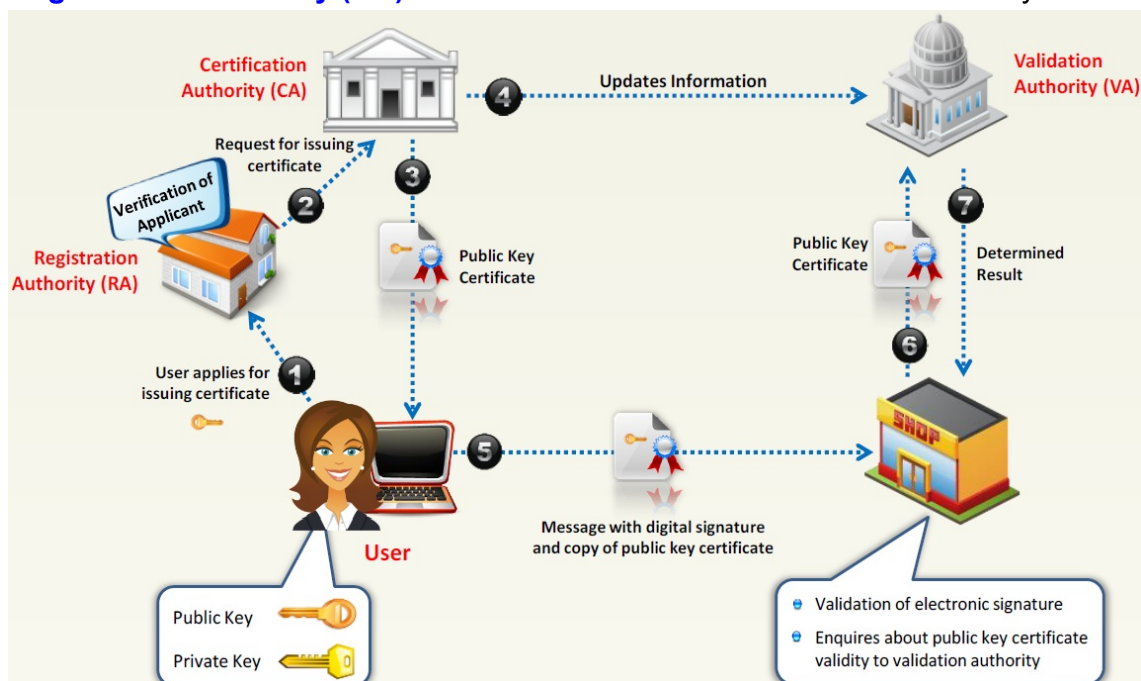 Certification
Authority (CA)
Updates Information
Validation
Authority (VA)
Request for issuing
certificate
Verification of
Applicant
Registration
Authority (RA)
Public Key
Certificate
Public Key
Certificate
Determined
Result
User applies for
issuing certificate
1
2
3
4
5
6
7
SHOP
Message with digital signature
and copy of public key certificate
User
Public Key
Private Key
Validation of electronic signature
Enquires about public key certificate
validity to validation authority